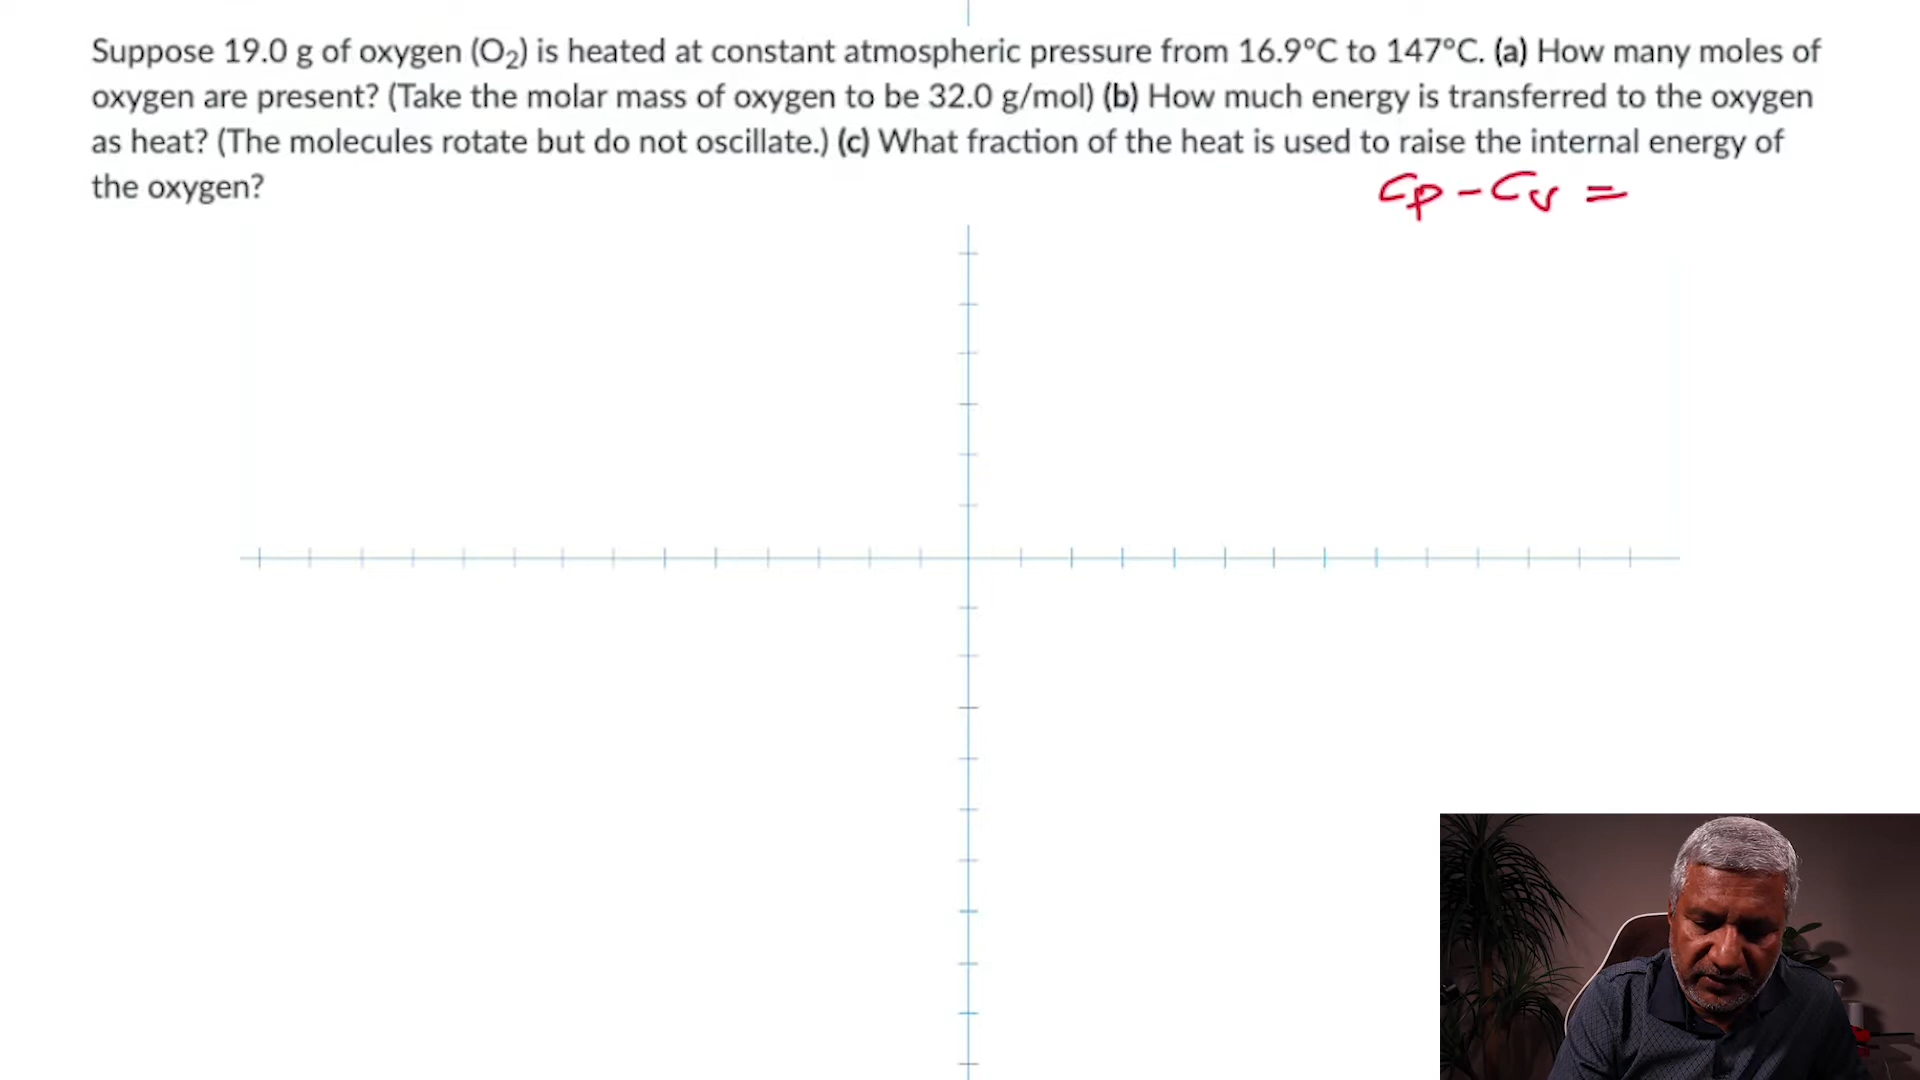 Suppose 19.0 g of oxygen (O₂) is heated at constant atmospheric pressure from 16.9°C to 147°C. (a) How many moles of
oxygen are present? (Take the molar mass of oxygen to be 32.0 g/mol) (b) How much energy is transferred to the oxygen
as heat? (The molecules rotate but do not oscillate.) (c) What fraction of the heat is used to raise the internal energy of
the oxygen?
Cp - Cv =